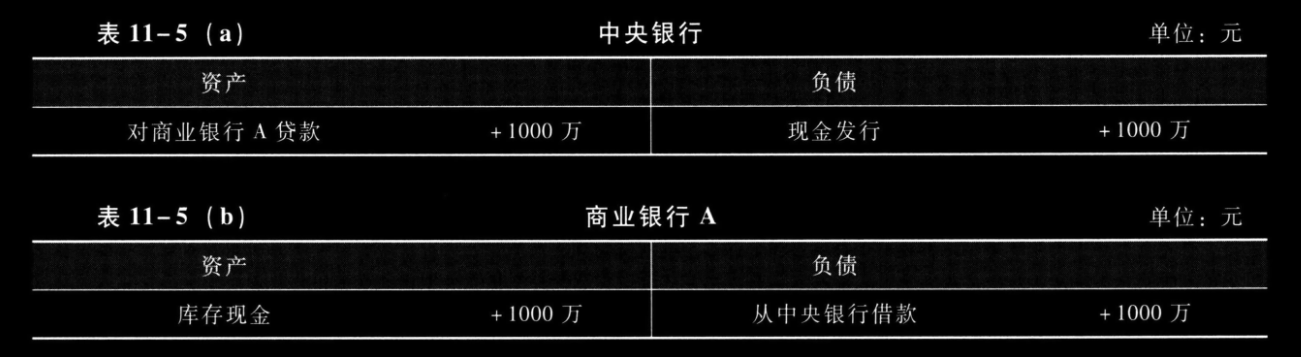 表 11-5 (a) 中央银行 单位：元
资产 负债
对商业银行 A 贷款 +1000 万 现金发行 +1000 万
表 11-5 (b) 商业银行 A 单位：元
资产 负债
库存现金 +1000 万 从中央银行借款 +1000 万